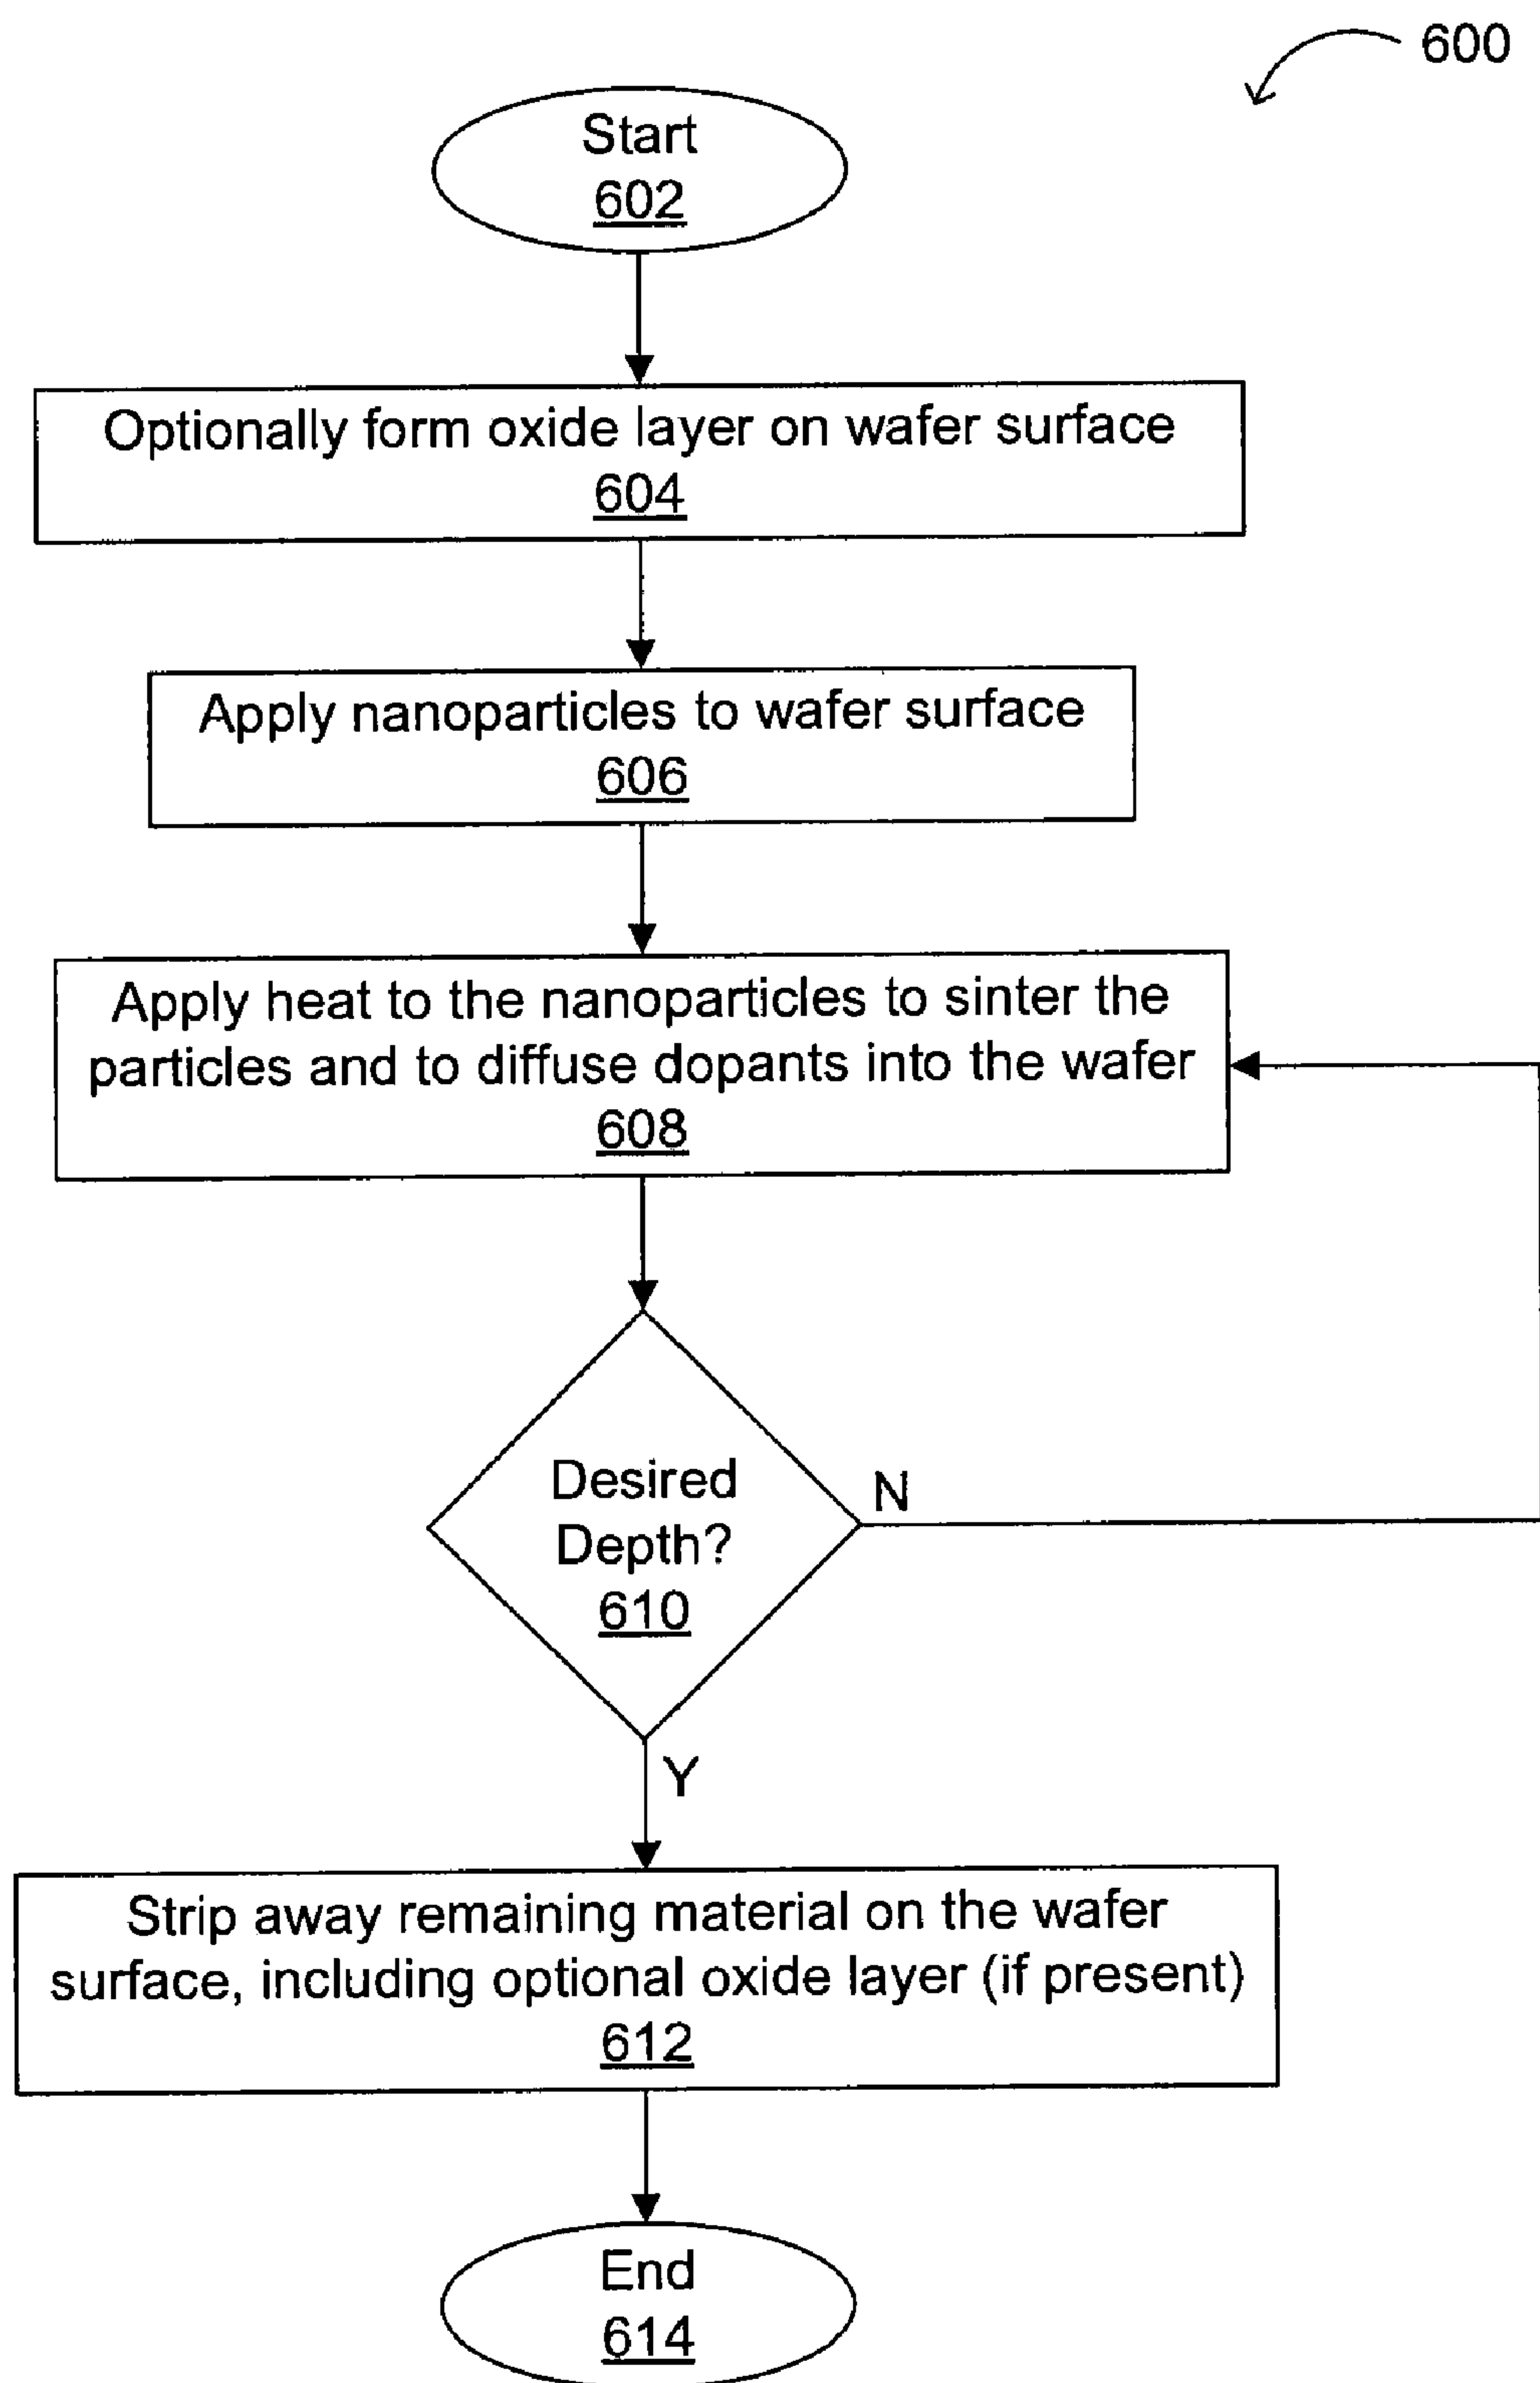 600
Start
602
Optionally form oxide layer on wafer surface
604
Apply nanoparticles to wafer surface
606
Apply heat to the nanoparticles to sinter the
particles and to diffuse dopants into the wafer
608
Desired
Depth?
610
N
Y
Strip away remaining material on the wafer
surface, including optional oxide layer (if present)
612
End
614